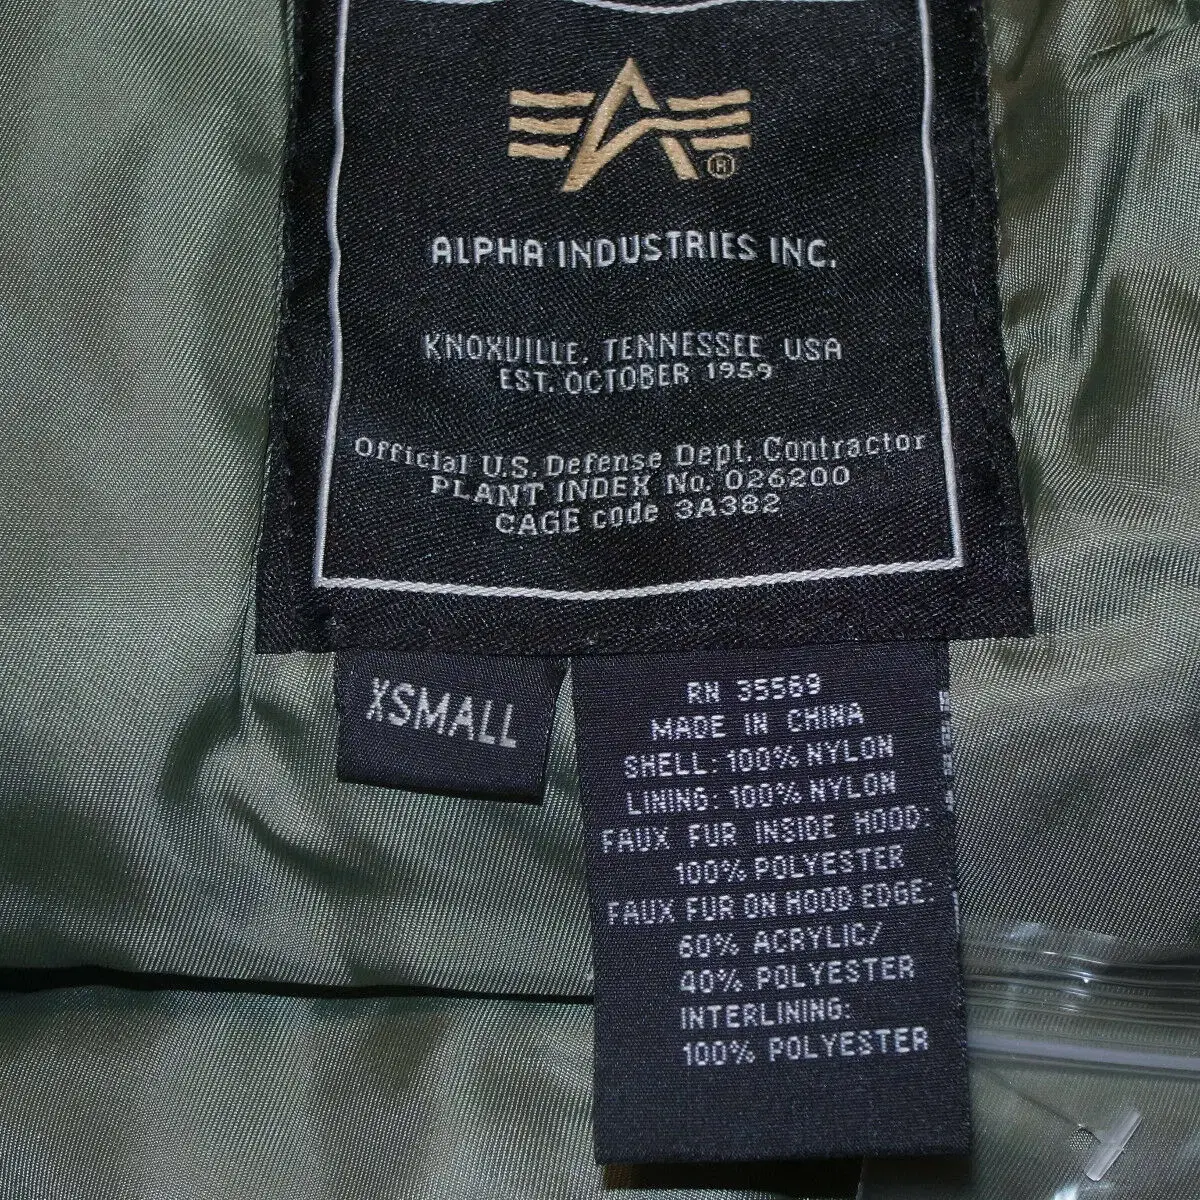 ALPHA INDUSTRIES INC.
KNOXVILLE, TENNESSEE USA
EST. OCTOBER 1959
Official U.S. Defense Dept. Contractor
PLANT INDEX No. 026200
CAGE code 3A382
XSMALL
RN 35569
MADE IN CHINA
SHELL: 100% NYLON
LINING: 100% NYLON
FAUX FUR INSIDE HOOD:
100% POLYESTER
FAUX FUR ON HOOD EDGE:
60% ACRYLIC/
40% POLYESTER
INTERLINING:
100% POLYESTER